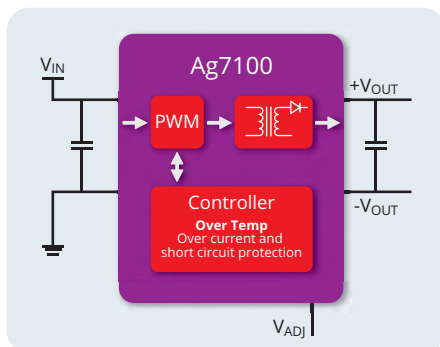 Ag7100
VIN
+VOUT
PWM
Controller
Over Temp
Over current and
short circuit protection
-VOUT
VADJ